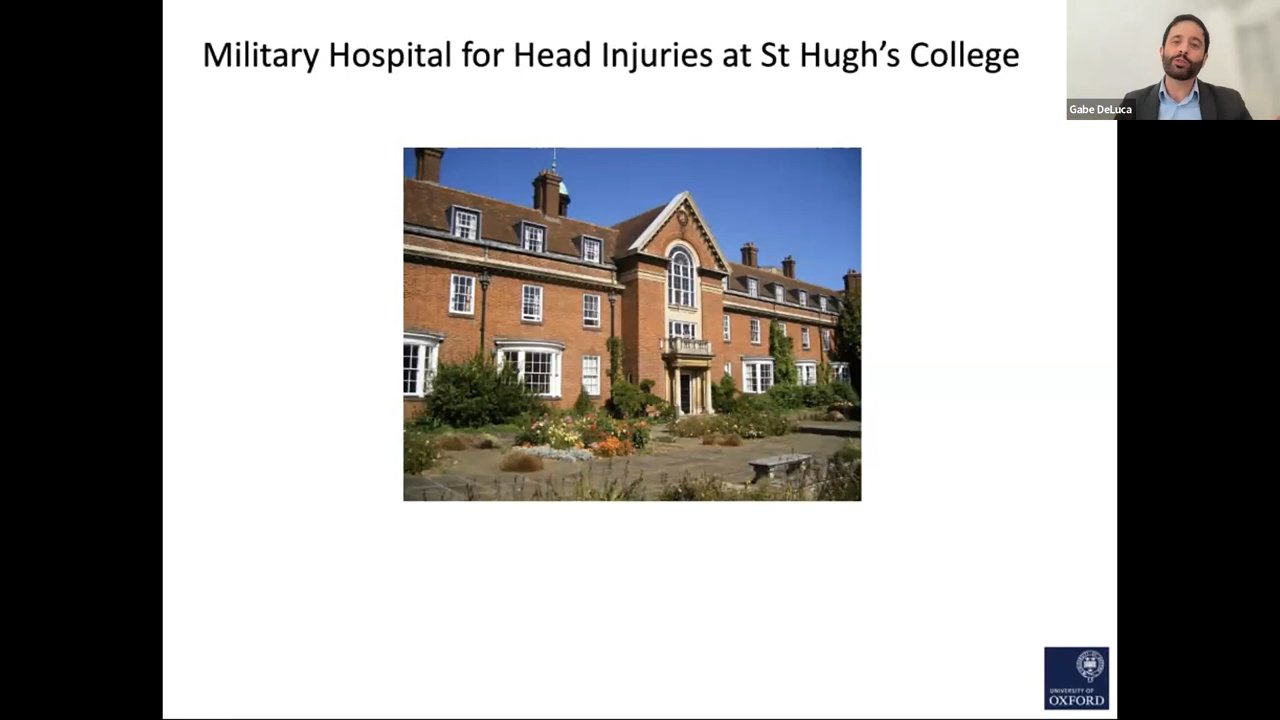 Military Hospital for Head Injuries at St Hugh’s College
Gabe DeLuca
UNIVERSITY OF
OXFORD